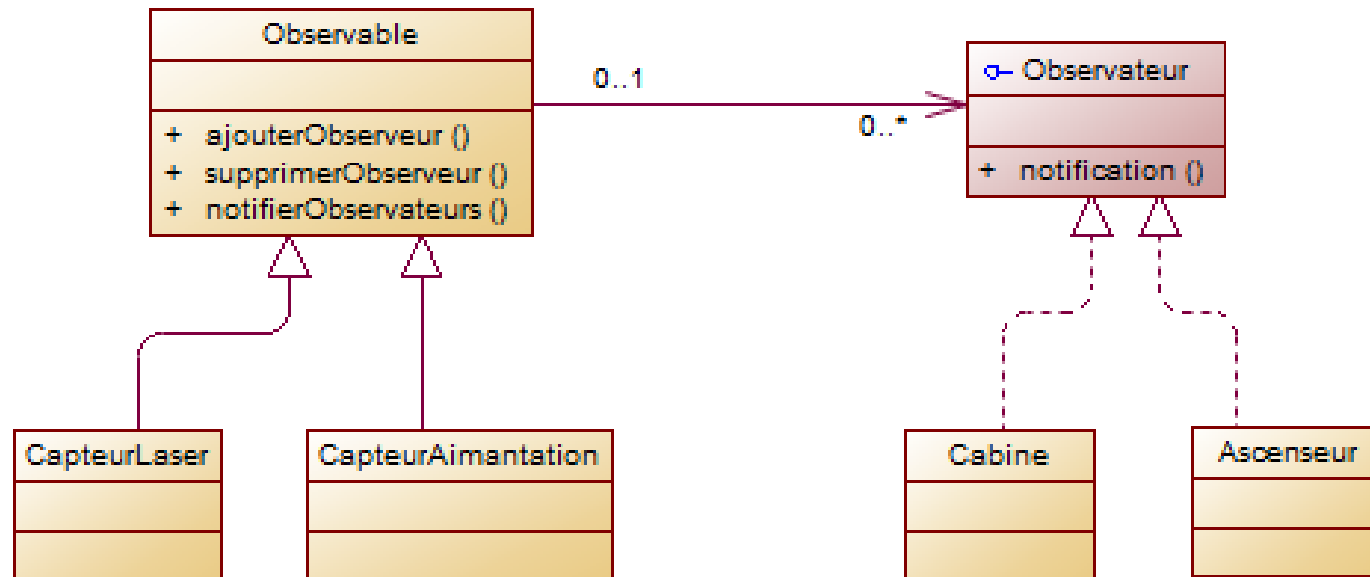 Observable
+ ajouterObserveur ()
+ supprimerObserveur ()
+ notifierObservateurs ()
0..1
0..*
Observateur
+ notification ()
CapteurLaser
CapteurAimantation
Cabine
Ascenseur